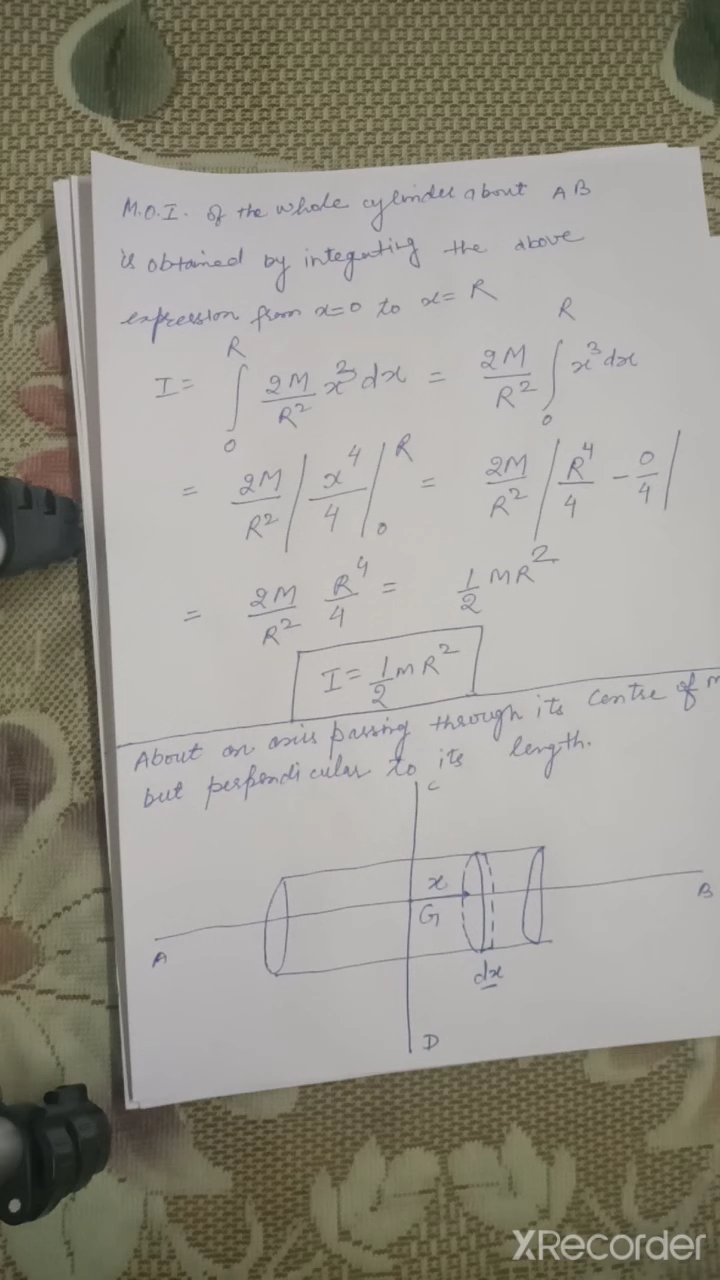 M.O.I. of the whole cylinder about AB
is obtained by integrating the above
expression from x=0 to x= R
I = ∫₀ᴿ 2M/R² x³ dx = 2M/R² ∫₀ᴿ x³ dx
= 2M/R² | x⁴/4 |₀ᴿ = 2M/R² | R⁴/4 - 0/4 |
= 2M/R² R⁴/4 = 1/2 MR²
I = 1/2 MR²
About an axis passing through its centre of m
but perpendicular to its length.
C
x
G
A
B
dx
D
XRecorder